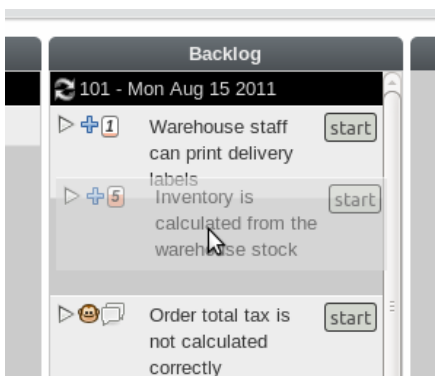 Backlog
101 - Mon Aug 15 2011
1 Warehouse staff start
can print delivery
labels
5 Inventory is start
calculated from the
warehouse stock
Order total tax is start
not calculated
correctly